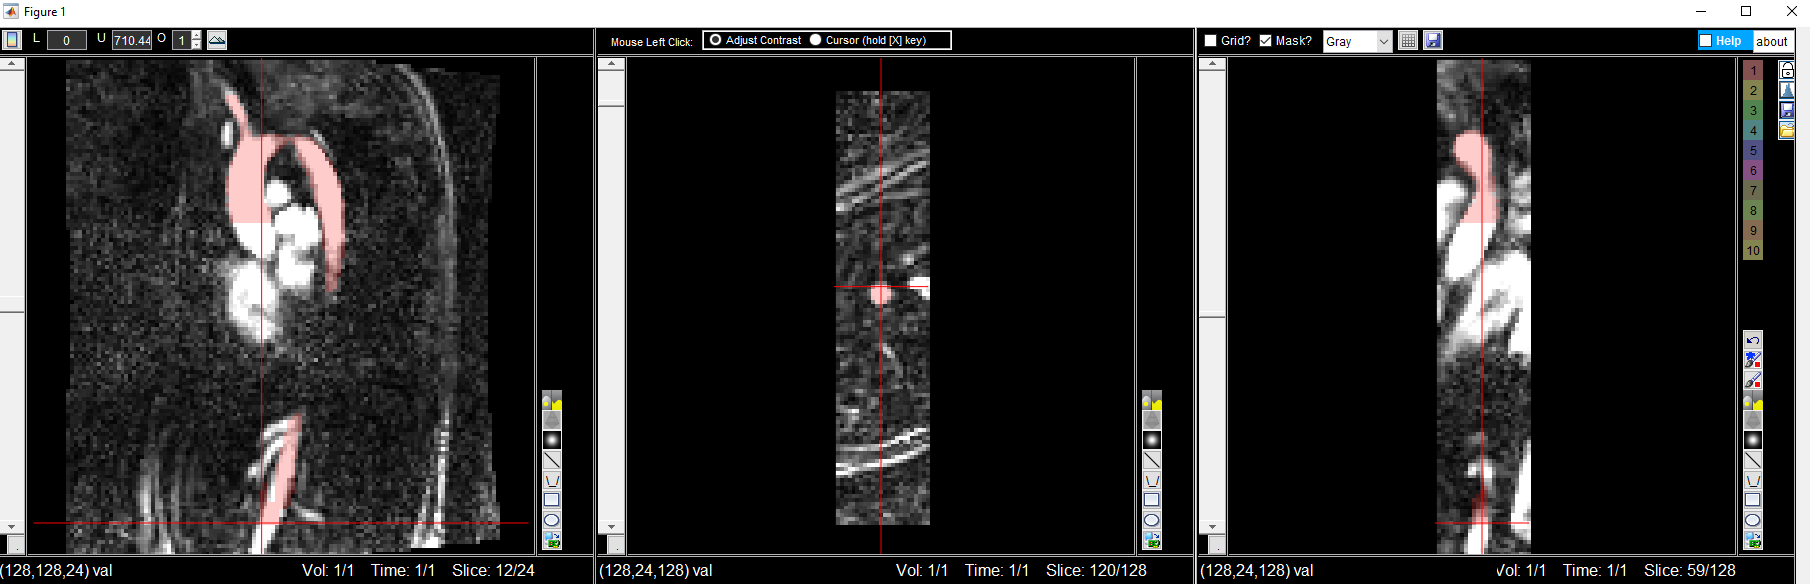 Figure 1
L 0 U 710.44 O 1
Mouse Left Click: Adjust Contrast Cursor (hold [X] key)
Grid? Mask? Gray Help about
1
2
3
4
5
6
7
8
9
10
(128,128,24) val Vol: 1/1 Time: 1/1 Slice: 12/24
(128,24,128) val Vol: 1/1 Time: 1/1 Slice: 120/128
(128,24,128) val Vol: 1/1 Time: 1/1 Slice: 59/128